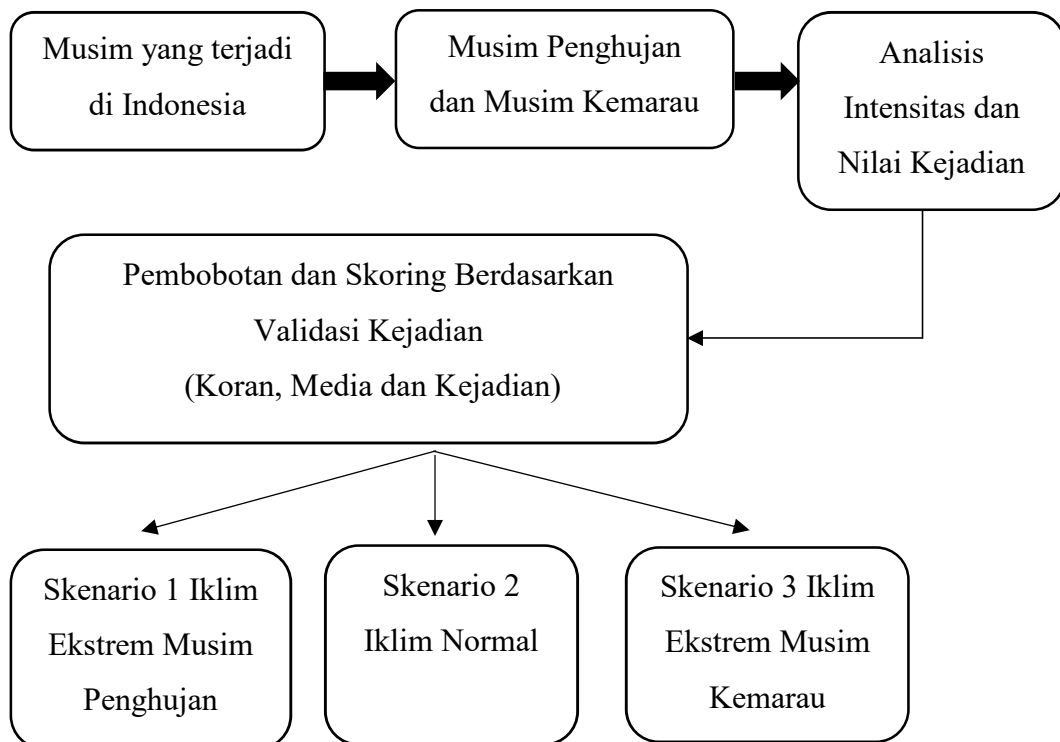 Musim yang terjadi
di Indonesia
Musim Penghujan
dan Musim Kemarau
Analisis
Intensitas dan
Nilai Kejadian
Pembobotan dan Skoring Berdasarkan
Validasi Kejadian
(Koran, Media dan Kejadian)
Skenario 1 Iklim
Ekstrem Musim
Penghujan
Skenario 2
Iklim Normal
Skenario 3 Iklim
Ekstrem Musim
Kemarau